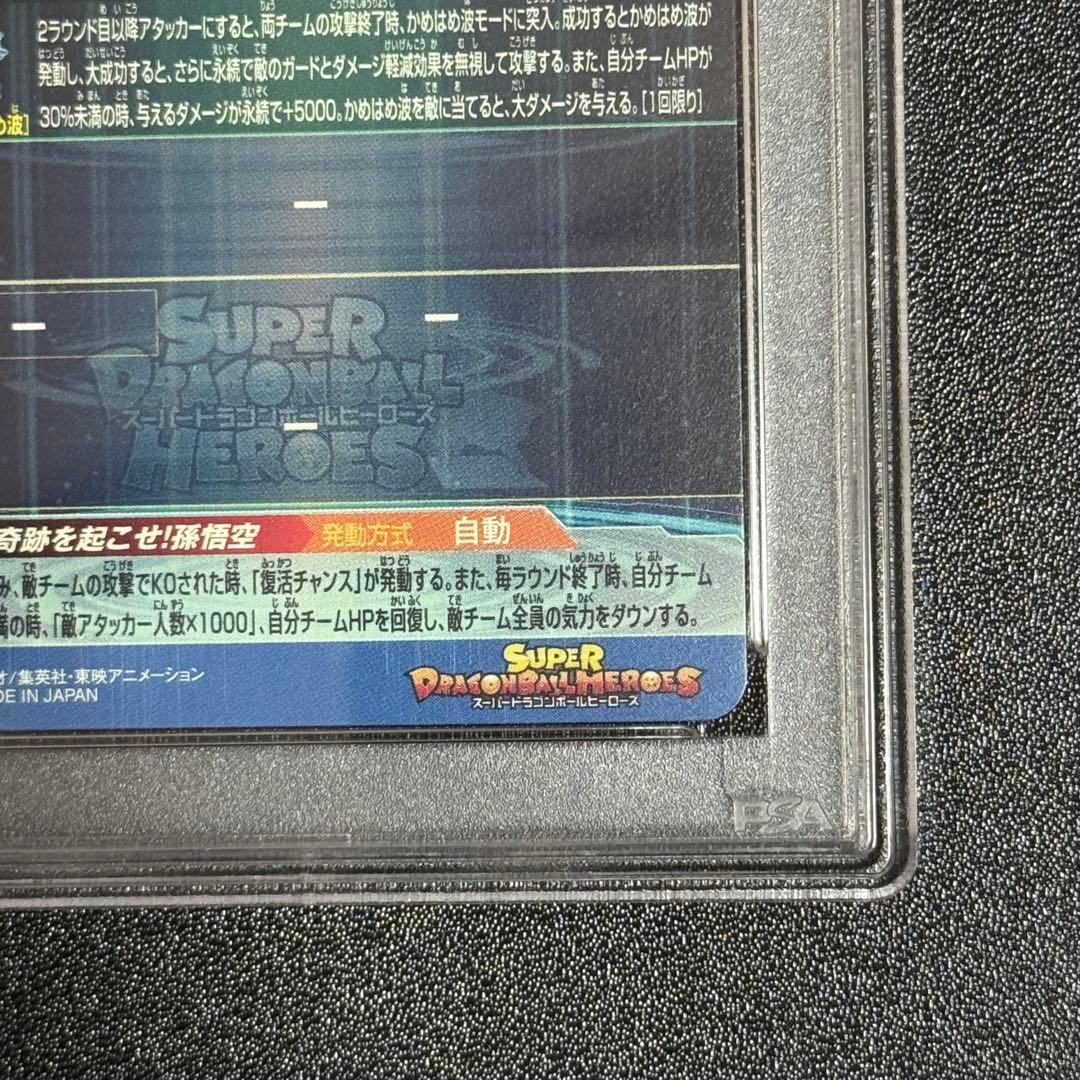 2ラウンド目以降アタッカーにすると、両チームの攻撃終了時、かめはめ波モードに突入。成功するとかめはめ波が
発動し、大成功すると、さらに永続で敵のガードとダメージ軽減効果を無視して攻撃する。また、自分チームHPが
め波] 30%未満の時、与えるダメージが永続で+5000。かめはめ波を敵に当てると、大ダメージを与える。[1回限り]
ー
ー ー
SUPER
DRAGONBALL
スーパードラゴンボールヒーローズ
ー
HEROES
奇跡を起こせ!孫悟空 発動方式 自動
み、敵チームの攻撃でKOされた時、「復活チャンス」が発動する。また、毎ラウンド終了時、自分チーム
満の時、「敵アタッカー人数×1000」、自分チームHPを回復し、敵チーム全員の気力をダウンする。
オ/集英社・東映アニメーション
DE IN JAPAN
SUPER
DRAGONBALL HEROES
スーパードラゴンボールヒーローズ
PSA